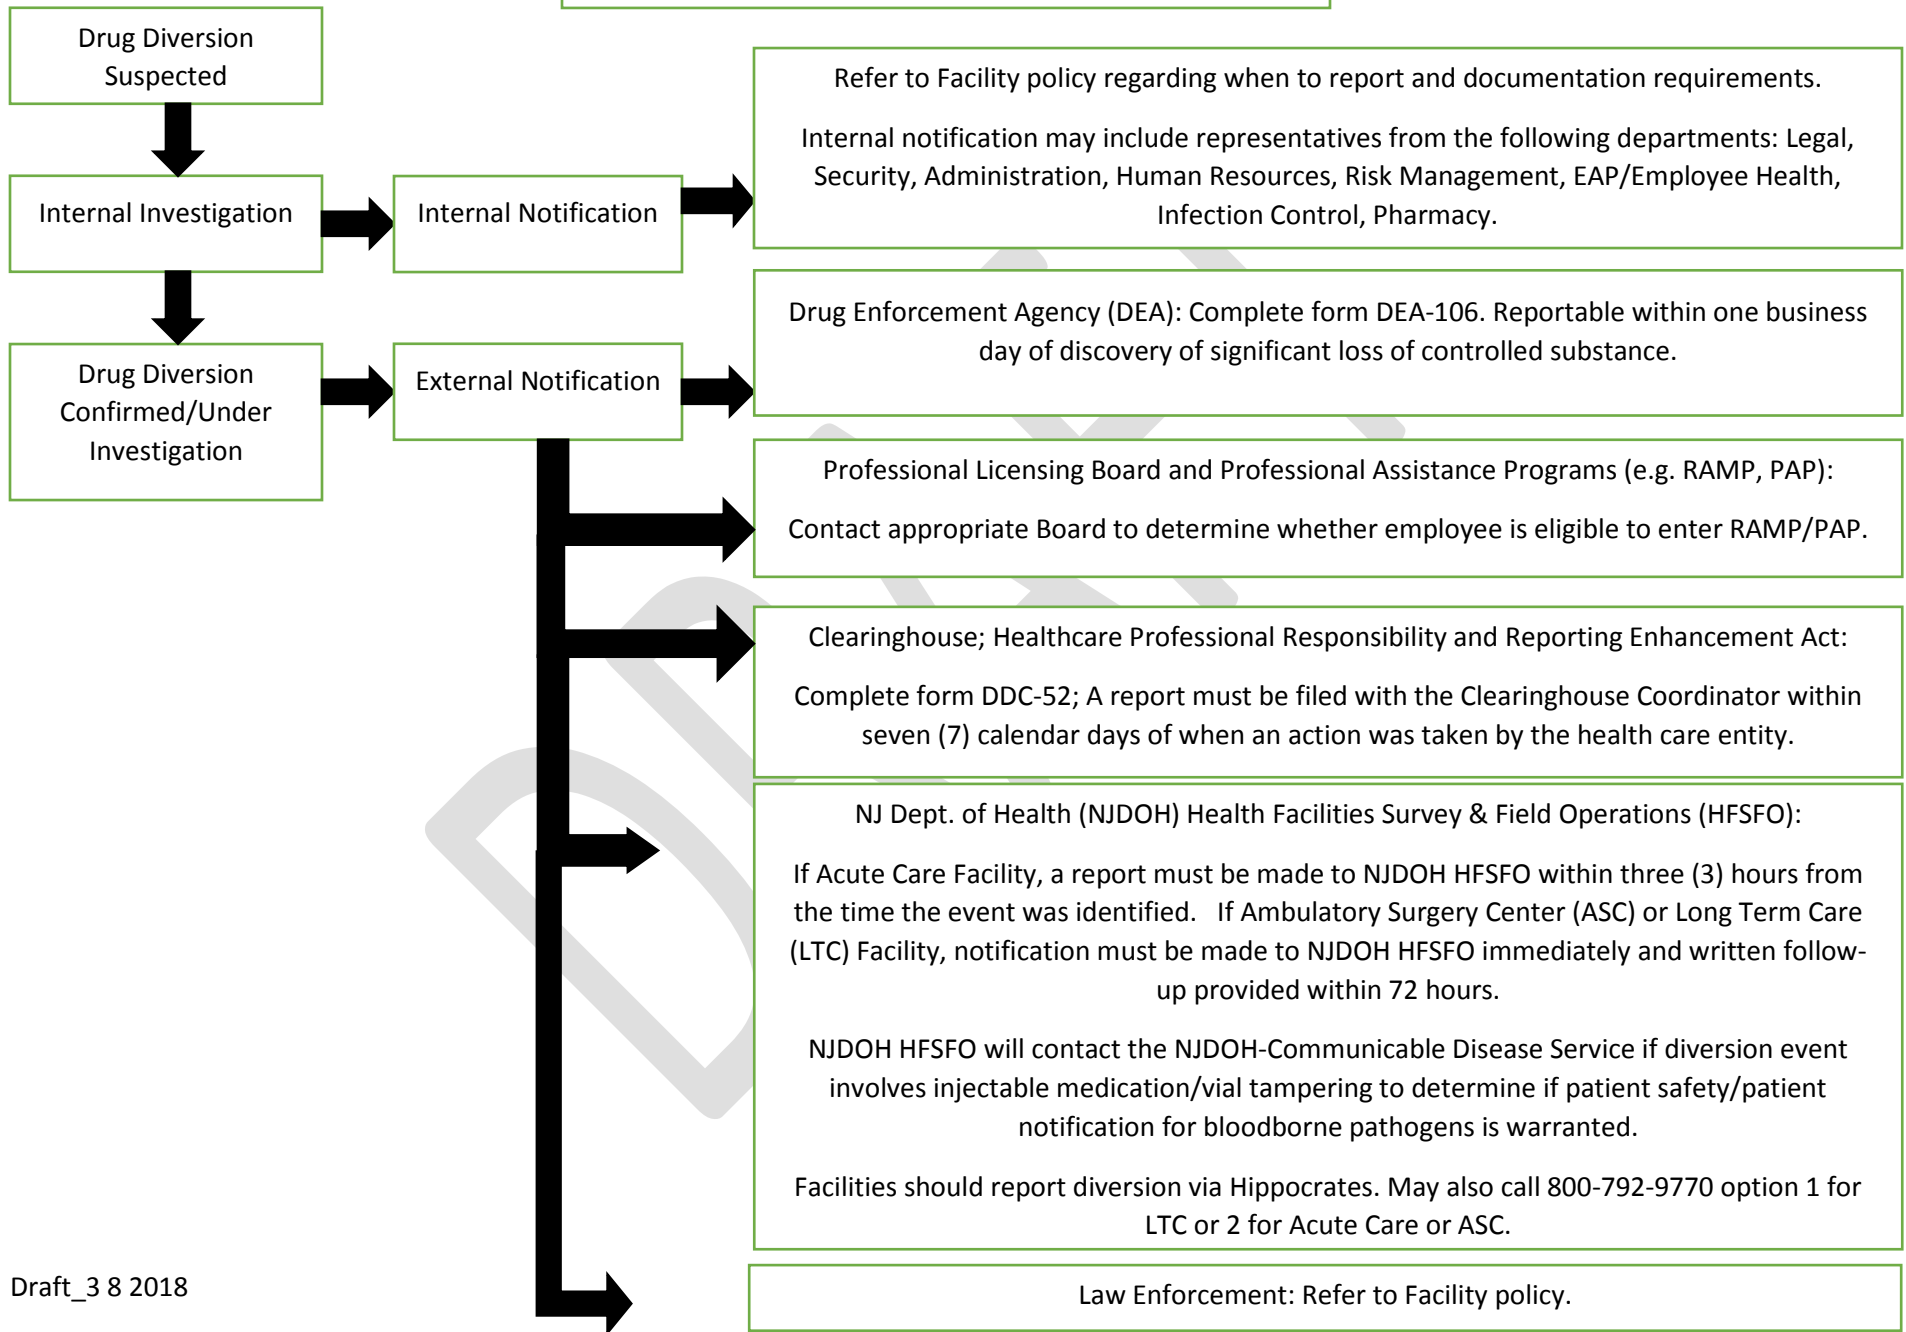 Drug Diversion
Suspected
Refer to Facility policy regarding when to report and documentation requirements.
Internal notification may include representatives from the following departments: Legal,
Security, Administration, Human Resources, Risk Management, EAP/Employee Health,
Infection Control, Pharmacy.
Internal Investigation
Internal Notification
Drug Enforcement Agency (DEA): Complete form DEA-106. Reportable within one business
day of discovery of significant loss of controlled substance.
Drug Diversion
Confirmed/Under
Investigation
External Notification
Professional Licensing Board and Professional Assistance Programs (e.g. RAMP, PAP):
Contact appropriate Board to determine whether employee is eligible to enter RAMP/PAP.
Clearinghouse; Healthcare Professional Responsibility and Reporting Enhancement Act:
Complete form DDC-52; A report must be filed with the Clearinghouse Coordinator within
seven (7) calendar days of when an action was taken by the health care entity.
NJ Dept. of Health (NJDOH) Health Facilities Survey & Field Operations (HFSFO):
If Acute Care Facility, a report must be made to NJDOH HFSFO within three (3) hours from
the time the event was identified.   If Ambulatory Surgery Center (ASC) or Long Term Care
(LTC) Facility, notification must be made to NJDOH HFSFO immediately and written follow-
up provided within 72 hours.
NJDOH HFSFO will contact the NJDOH-Communicable Disease Service if diversion event
involves injectable medication/vial tampering to determine if patient safety/patient
notification for bloodborne pathogens is warranted.
Facilities should report diversion via Hippocrates. May also call 800-792-9770 option 1 for
LTC or 2 for Acute Care or ASC.
Law Enforcement: Refer to Facility policy.
Draft_3 8 2018
DRAFT